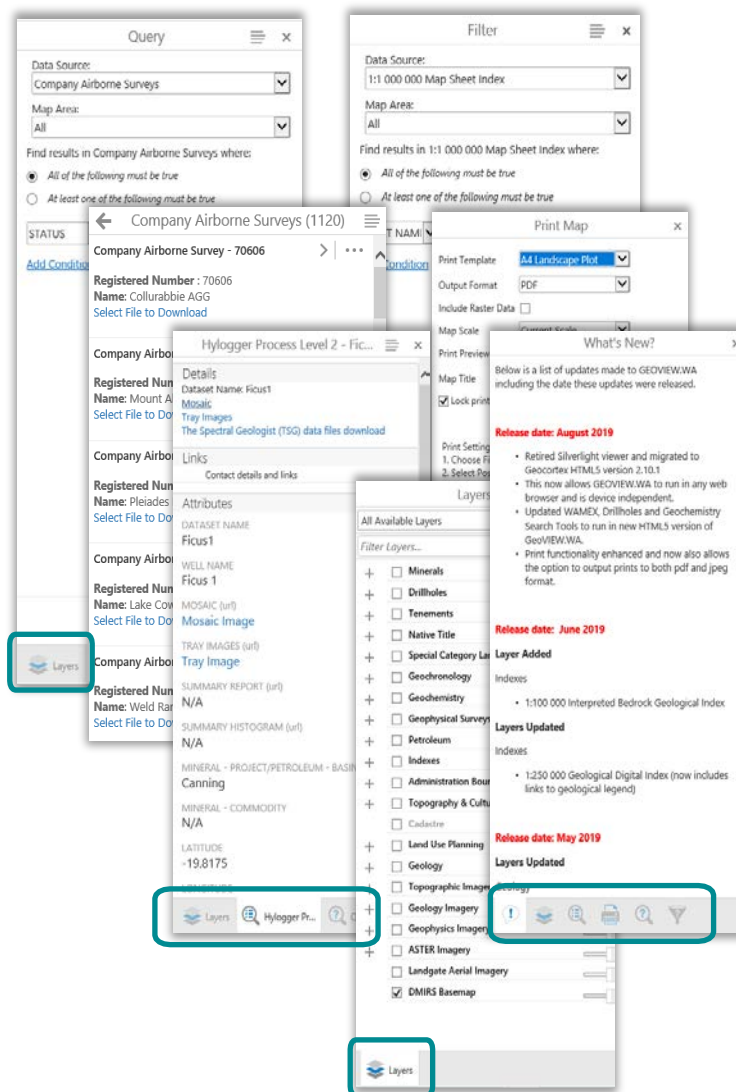 Query
Data Source:
Company Airborne Surveys
Map Area:
All
Find results in Company Airborne Surveys where:
All of the following must be true
At least one of the following must be true
STATUS
Add Condition
Layers
Filter
Data Source:
1:1 000 000 Map Sheet Index
Map Area:
All
Find results in 1:1 000 000 Map Sheet Index where:
All of the following must be true
At least one of the following must be true
T NAM
Condition
Company Airborne Surveys (1120)
Company Airborne Survey - 70606
Registered Number : 70606
Name: Collurabbie AGG
Select File to Download
Company Airbo
Registered Num
Name: Mount A
Select File to Do
Company Airbo
Registered Num
Name: Pleiades
Select File to Do
Company Airbo
Registered Num
Name: Lake Cow
Select File to Do
Company Airbo
Registered Num
Name: Weld Ran
Select File to Do
Print Map
Print Template A4 Landscape Plot
Output Format PDF
Include Raster Data
Map Scale Current Scale
Print Preview
Map Title
Lock print
Print Setting
1. Choose Fi
2. Select Pos
Hylogger Process Level 2 - Fic...
Details
Dataset Name: Ficus1
Mosaic
Tray Images
The Spectral Geologist (TSG) data files download
Links
Contact details and links
Attributes
DATASET NAME
Ficus1
WELL NAME
Ficus 1
MOSAIC (url)
Mosaic Image
TRAY IMAGES (url)
Tray Image
SUMMARY REPORT (url)
N/A
SUMMARY HISTOGRAM (url)
N/A
MINERAL - PROJECT/PETROLEUM - BASIN
Canning
MINERAL - COMMODITY
N/A
LATITUDE
-19.8175
Layers Hylogger Pr...
Layers
All Available Layers
Filter Layers...
Minerals
Drillholes
Tenements
Native Title
Special Category Lan
Geochronology
Geochemistry
Geophysical Surveys
Petroleum
Indexes
Administration Bour
Topography & Cultu
Cadastre
Land Use Planning
Geology
Topographic Imager
Geology Imagery
Geophysics Imagery
ASTER Imagery
Landgate Aerial Imagery
DMIRS Basemap
Layers
What's New?
Below is a list of updates made to GEOVIEW.WA
including the date these updates were released.
Release date: August 2019
• Retired Silverlight viewer and migrated to
Geocortex HTML5 version 2.10.1
• This now allows GEOVIEW.WA to run in any web
browser and is device independent.
• Updated WAMEX, Drillholes and Geochemistry
Search Tools to run in new HTML5 version of
GeoVIEW.WA.
• Print functionality enhanced and now also allows
the option to output prints to both pdf and jpeg
format.
Release date: June 2019
Layer Added
Indexes
• 1:100 000 Interpreted Bedrock Geological Index
Layers Updated
Indexes
• 1:250 000 Geological Digital Index (now includes
links to geological legend)
Release date: May 2019
Layers Updated
Geology